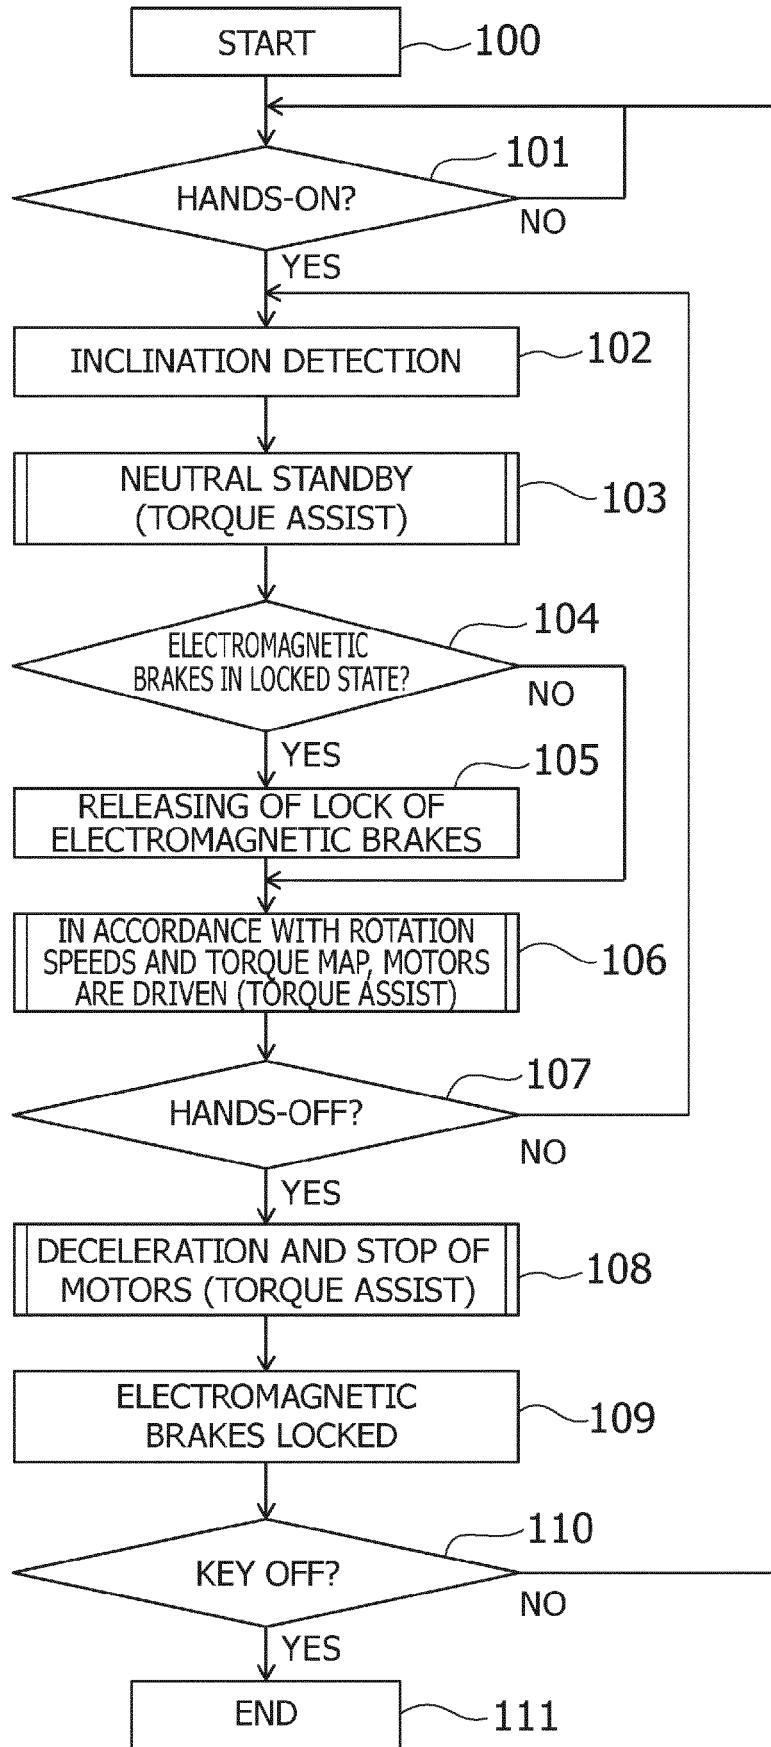 START
100
101
HANDS-ON?
NO
YES
INCLINATION DETECTION
102
NEUTRAL STANDBY
(TORQUE ASSIST)
103
104
ELECTROMAGNETIC
BRAKES IN LOCKED STATE?
NO
YES
105
RELEASING OF LOCK OF
ELECTROMAGNETIC BRAKES
IN ACCORDANCE WITH ROTATION
SPEEDS AND TORQUE MAP, MOTORS
ARE DRIVEN (TORQUE ASSIST)
106
107
HANDS-OFF?
NO
YES
DECELERATION AND STOP OF
MOTORS (TORQUE ASSIST)
108
ELECTROMAGNETIC
BRAKES LOCKED
109
110
KEY OFF?
NO
YES
END
111